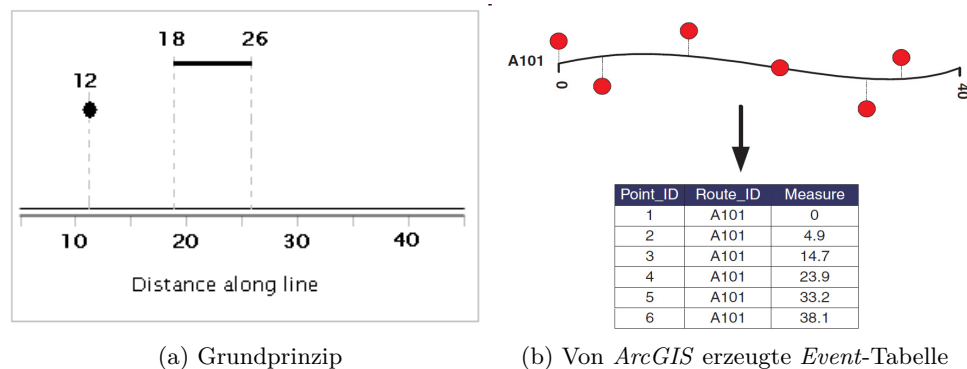 18 26
12
10 20 30 40
Distance along line
(a) Grundprinzip
A101
0
40
Point_ID Route_ID Measure
1 A101 0
2 A101 4.9
3 A101 14.7
4 A101 23.9
5 A101 33.2
6 A101 38.1
(b) Von ArcGIS erzeugte Event-Tabelle